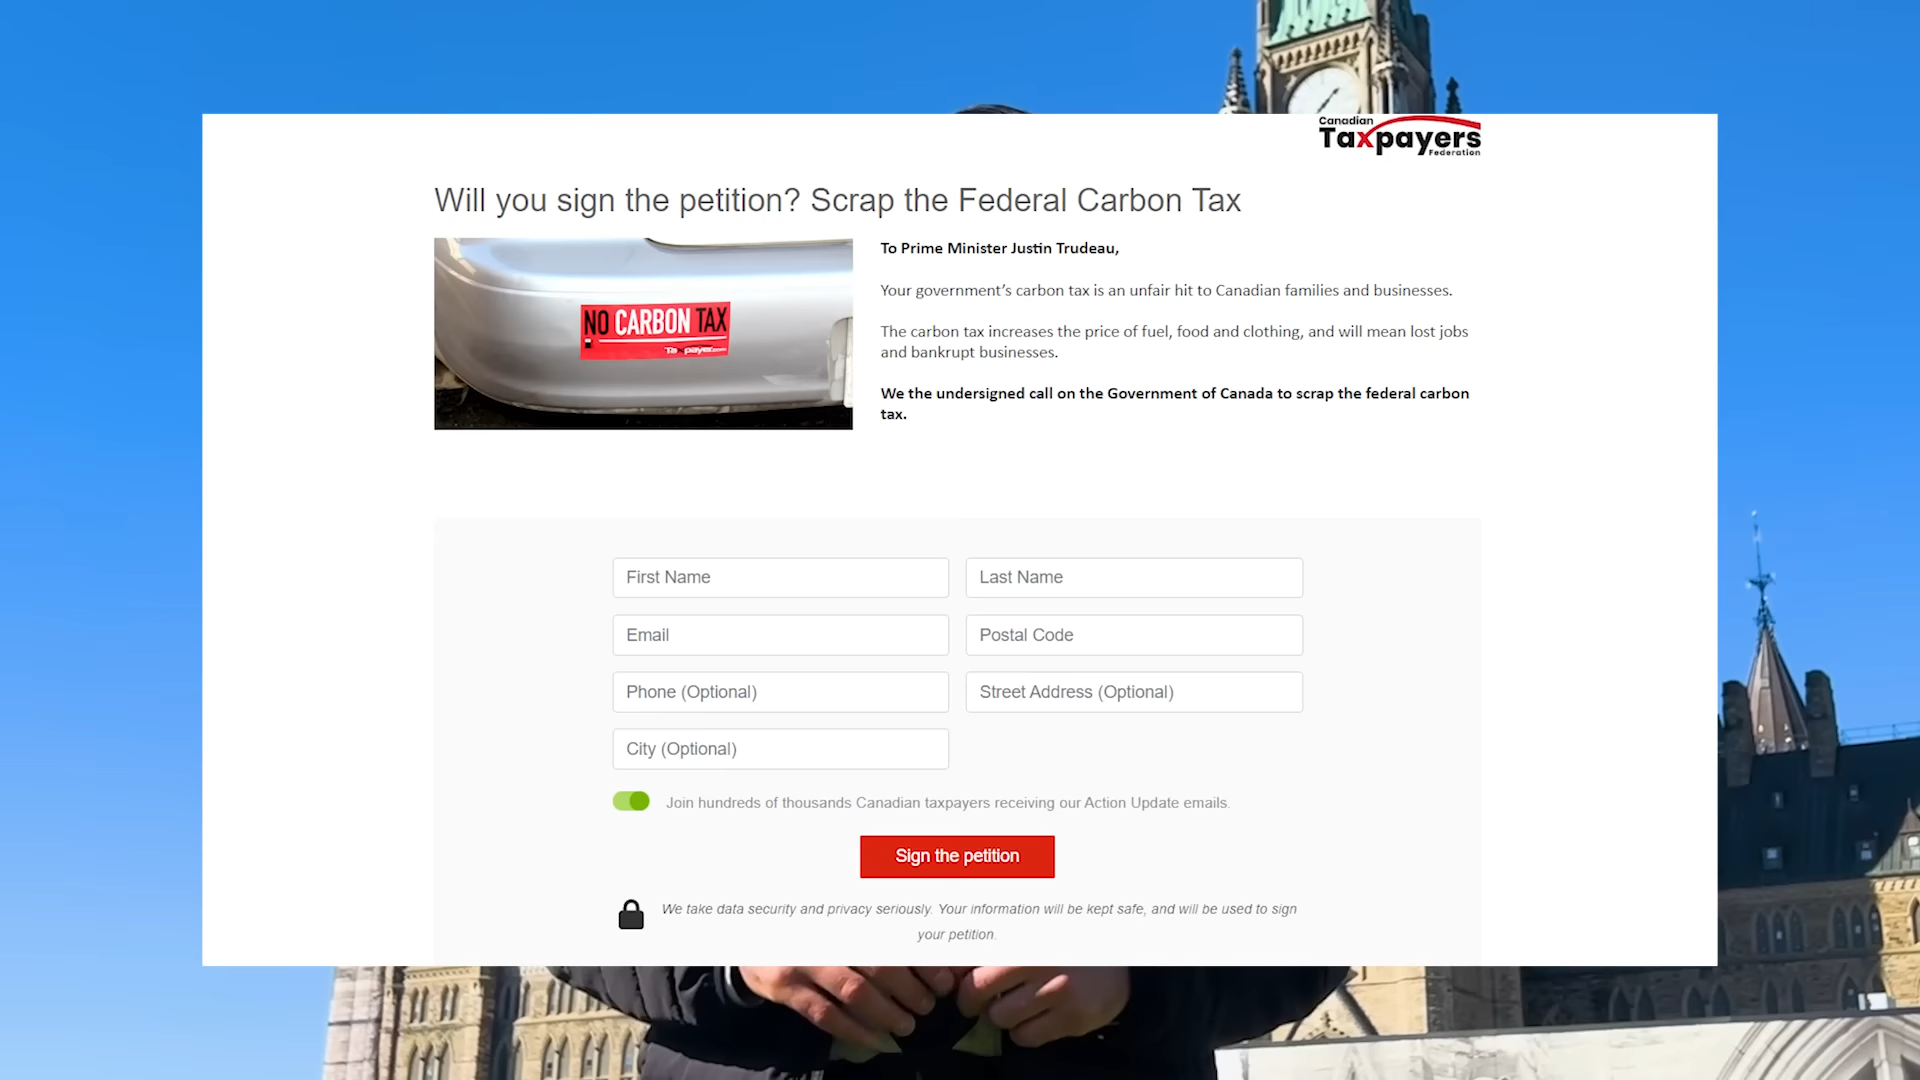 Canadian
Taxpayers
Federation
Will you sign the petition? Scrap the Federal Carbon Tax
NO CARBON TAX
Taxpayer.com
To Prime Minister Justin Trudeau,
Your government's carbon tax is an unfair hit to Canadian families and businesses.
The carbon tax increases the price of fuel, food and clothing, and will mean lost jobs
and bankrupt businesses.
We the undersigned call on the Government of Canada to scrap the federal carbon
tax.
First Name
Last Name
Email
Postal Code
Phone (Optional)
Street Address (Optional)
City (Optional)
Join hundreds of thousands Canadian taxpayers receiving our Action Update emails.
Sign the petition
We take data security and privacy seriously. Your information will be kept safe, and will be used to sign
your petition.